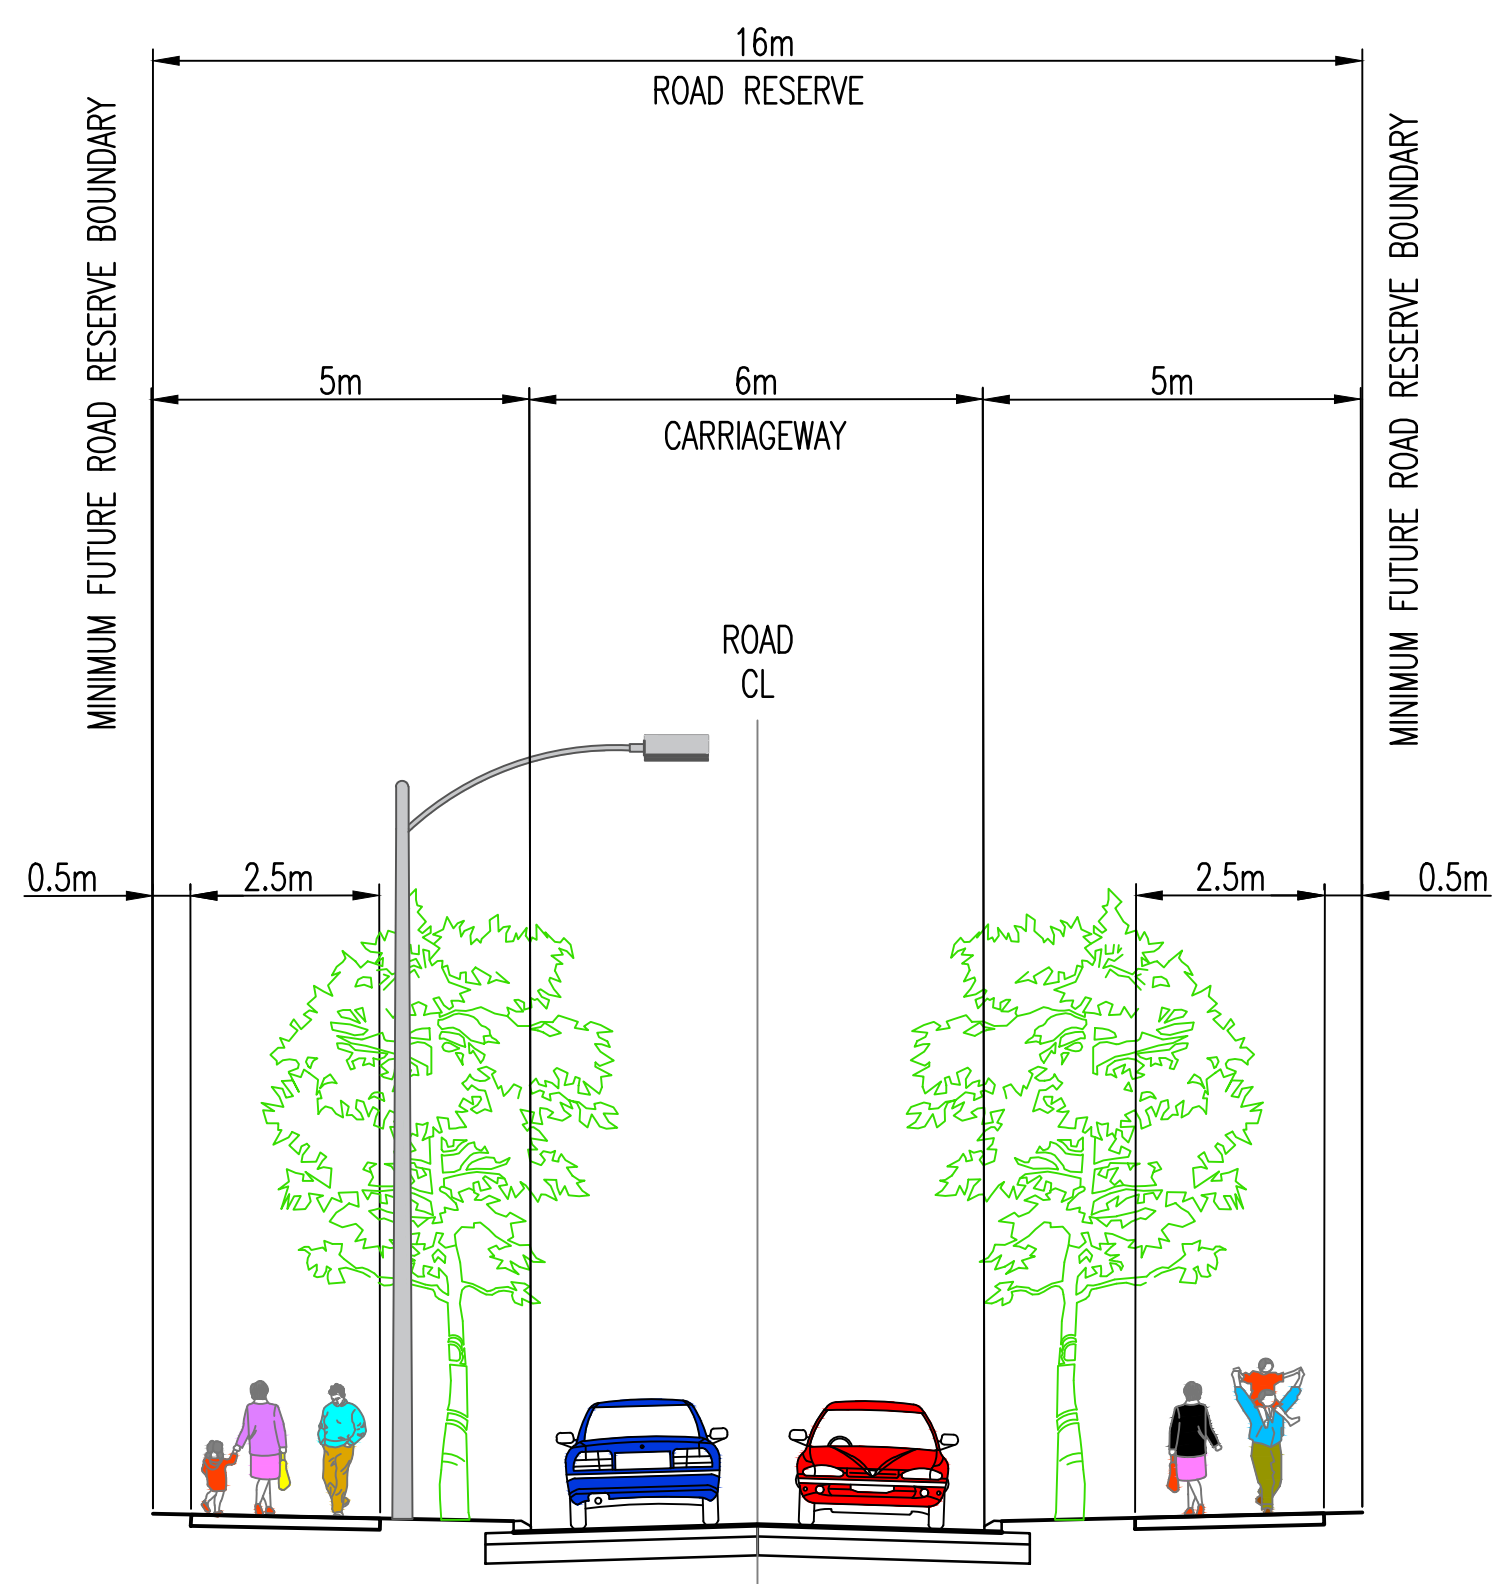 16m
ROAD RESERVE
MINIMUM FUTURE ROAD RESERVE BOUNDARY
MINIMUM FUTURE ROAD RESERVE BOUNDARY
5m
6m
5m
CARRIAGEWAY
ROAD
CL
0.5m
2.5m
2.5m
0.5m